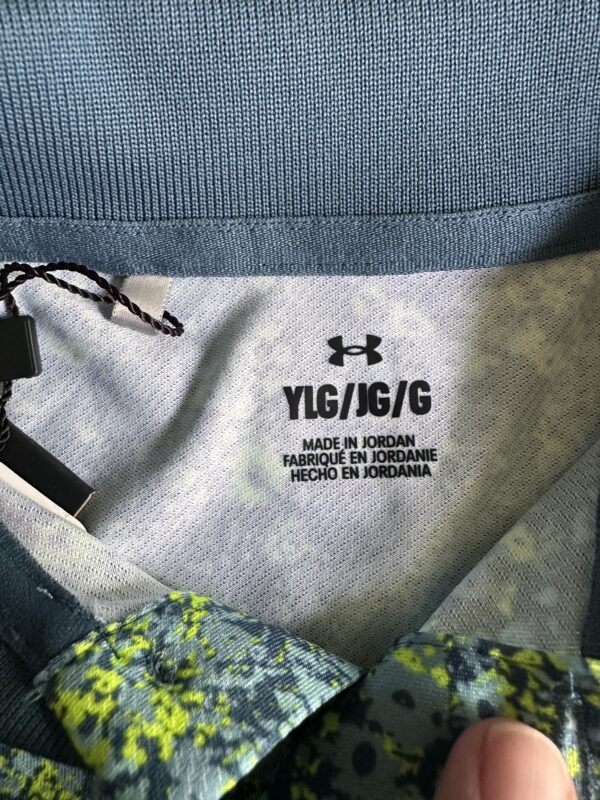 YLG/JG/G
MADE IN JORDAN
FABRIQUÉ EN JORDANIE
HECHO EN JORDANIA